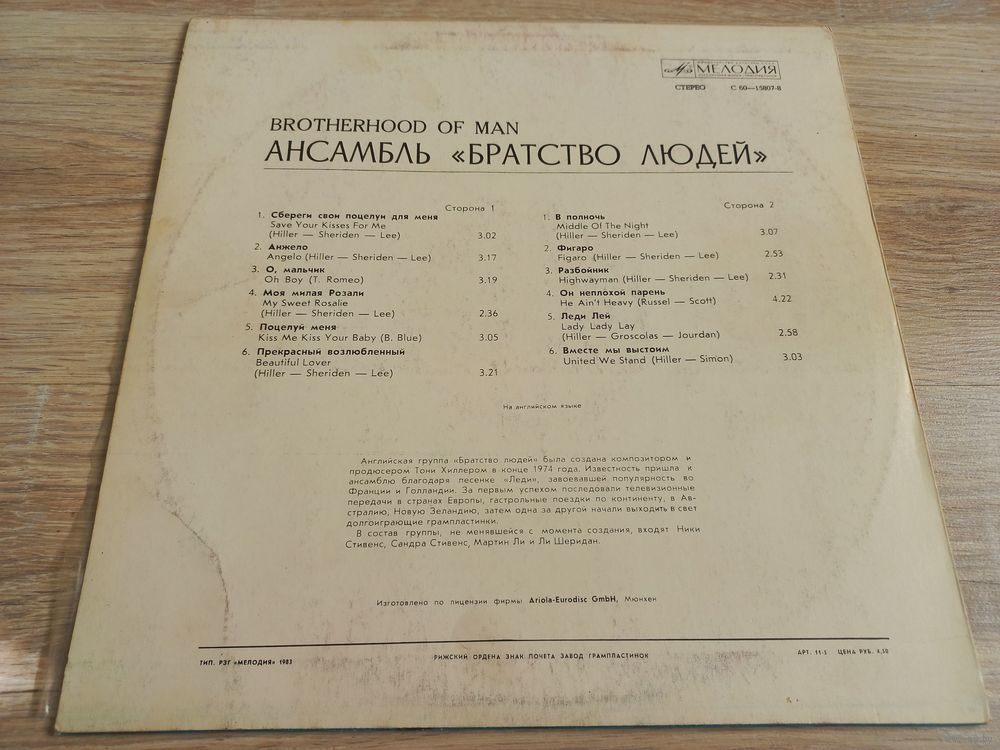 МЕЛОДИЯ
СТЕРЕО С 60—15807-8
BROTHERHOOD OF MAN
АНСАМБЛЬ «БРАТСТВО ЛЮДЕЙ»
Сторона 1
1. Сбереги свои поцелуи для меня
Save Your Kisses For Me
(Hiller — Sheriden — Lee) 3.02
2. Анжело
Angelo (Hiller — Sheriden — Lee) 3.17
3. О, мальчик
Oh Boy (T. Romeo) 3.19
4. Моя милая Розали
My Sweet Rosalie
(Hiller — Sheriden — Lee) 2.36
5. Поцелуй меня
Kiss Me Kiss Your Baby (B. Blue) 3.05
6. Прекрасный возлюбленный
Beautiful Lover
(Hiller — Sheriden — Lee) 3.21
Сторона 2
1. В полночь
Middle Of The Night
(Hiller — Sheriden — Lee) 3.07
2. Фигаро
Figaro (Hiller — Sheriden — Lee) 2.53
3. Разбойник
Highwayman (Hiller — Sheriden — Lee) 2.31
4. Он неплохой парень
He Ain't Heavy (Russel — Scott) 4.22
5. Леди Лей
Lady Lady Lay
(Hiller — Groscolas — Jourdan) 2.58
6. Вместе мы выстоим
United We Stand (Hiller — Simon) 3.03
На английском языке
Английская группа «Братство людей» была создана композитором и
продюсером Тони Хиллером в конце 1974 года. Известность пришла к
ансамблю благодаря песенке «Леди», завоевавшей популярность во
Франции и Голландии. За первым успехом последовали телевизионные
передачи в странах Европы, гастрольные поездки по континенту, в Ав-
стралию, Новую Зеландию, затем одна за другой начали выходить в свет
долгоиграющие грампластинки.
В состав группы, не менявшейся с момента создания, входят Ники
Стивенс, Сандра Стивенс, Мартин Ли и Ли Шеридан.
Изготовлено по лицензии фирмы Ariola-Eurodisc GmbH, Мюнхен
ТИП. РЗГ «МЕЛОДИЯ» 1983 РИЖСКИЙ ОРДЕНА ЗНАК ПОЧЕТА ЗАВОД ГРАМПЛАСТИНОК АРТ. 11-5 ЦЕНА РУБ. 4,50